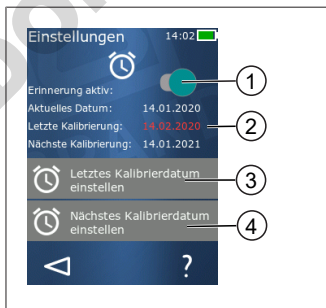 Einstellungen 14:02
Erinnerung aktiv:
1
Aktuelles Datum: 14.01.2020
Letzte Kalibrierung: 14.02.2020
2
Nächste Kalibrierung: 14.01.2021
Letztes Kalibrierdatum
einstellen
3
Nächstes Kalibrierdatum
einstellen
4
?